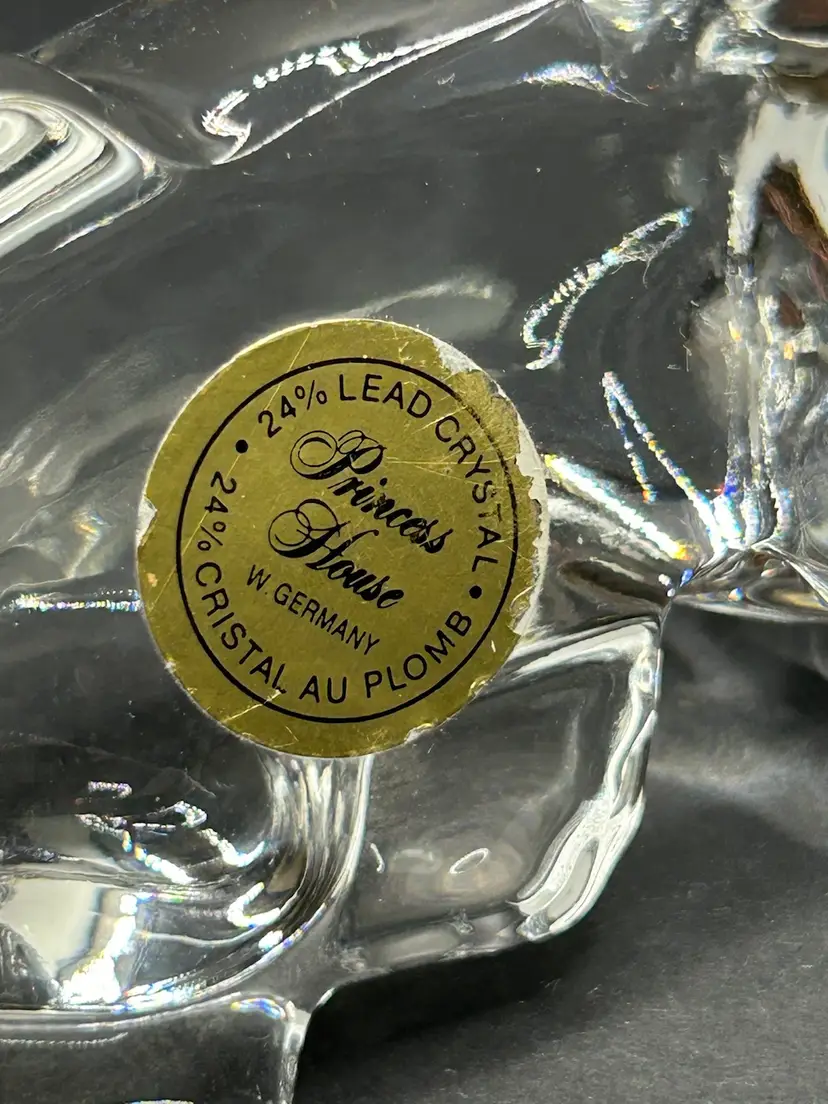 24% LEAD CRYSTAL
Princess
House
W. GERMANY
24% CRISTAL AU PLOMB